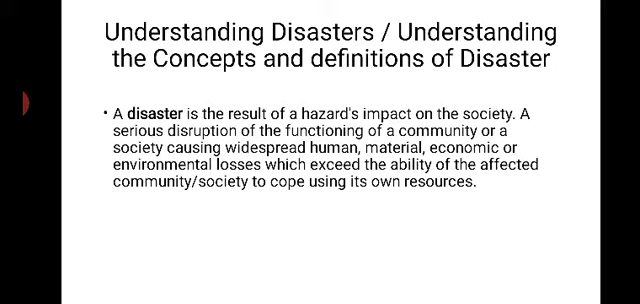 Understanding Disasters / Understanding
the Concepts and definitions of Disaster
• A disaster is the result of a hazard's impact on the society. A
serious disruption of the functioning of a community or a
society causing widespread human, material, economic or
environmental losses which exceed the ability of the affected
community/society to cope using its own resources.